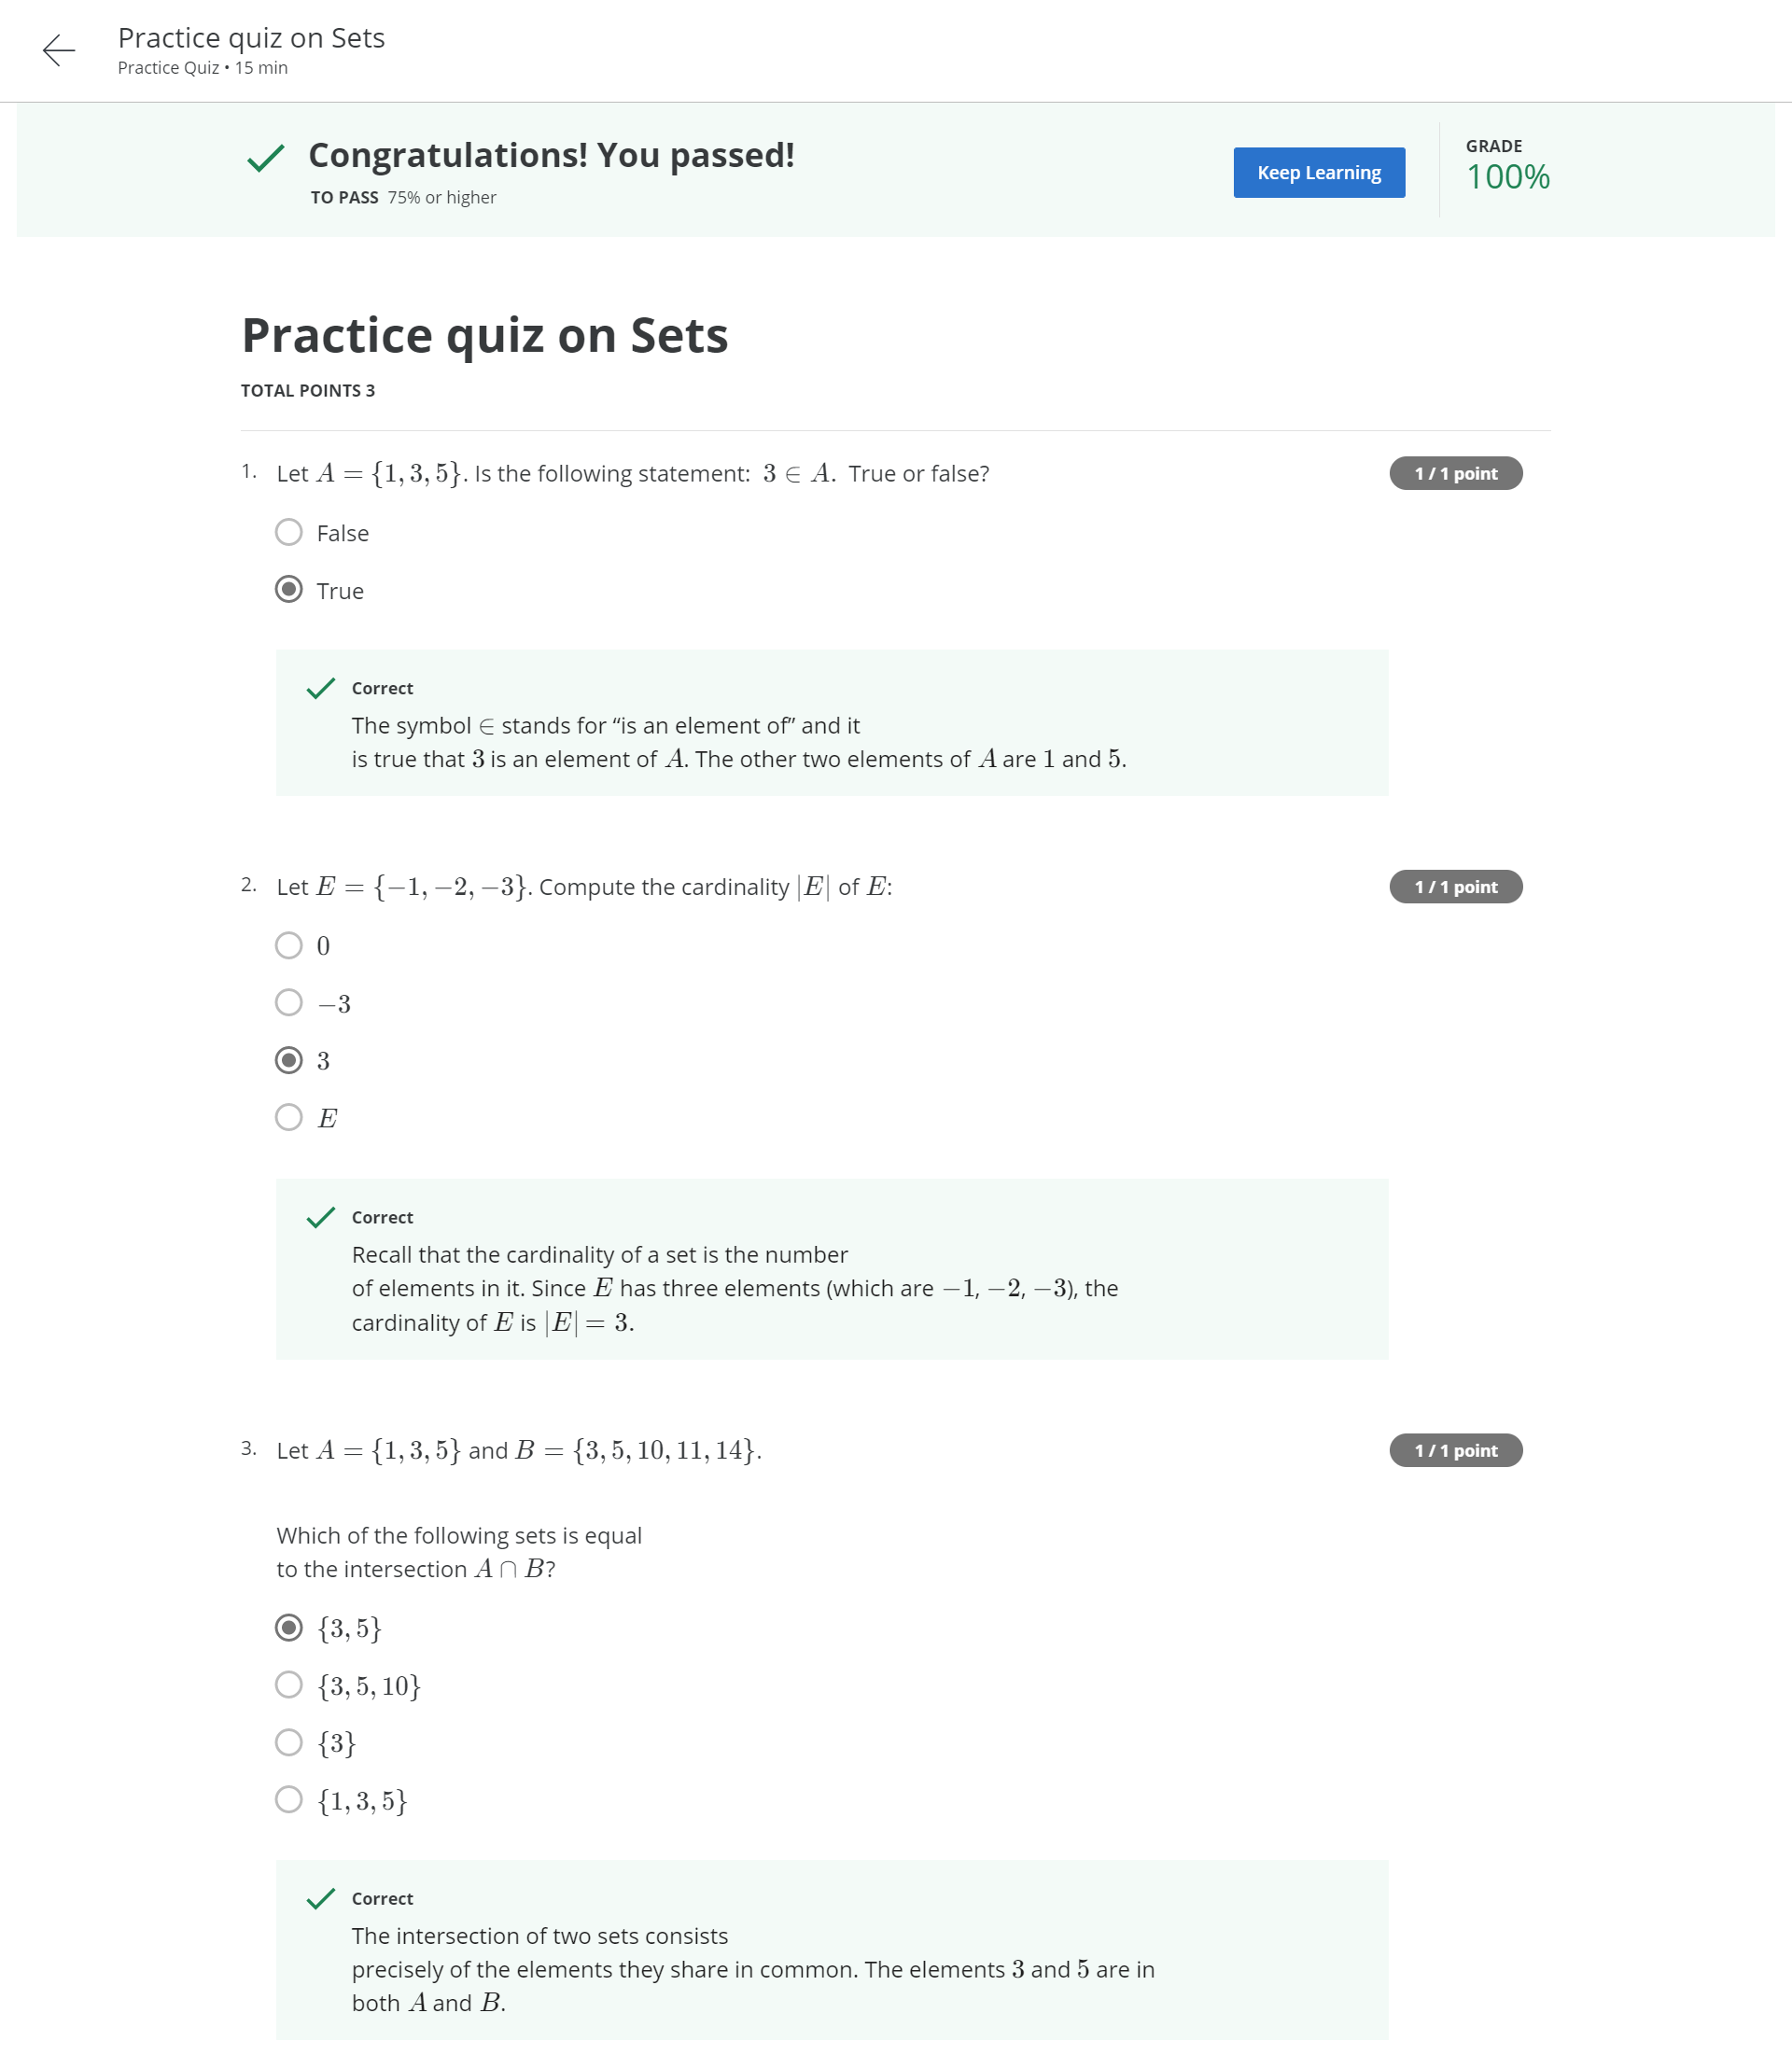 Practice quiz on Sets
Practice Quiz • 15 min
Congratulations! You passed!
TO PASS 75% or higher
Keep Learning
GRADE
100%
Practice quiz on Sets
TOTAL POINTS 3
1. Let A = {1, 3, 5}. Is the following statement: 3 ∈ A. True or false?
1 / 1 point
False
True
Correct
The symbol ∈ stands for “is an element of” and it
is true that 3 is an element of A. The other two elements of A are 1 and 5.
2. Let E = {−1, −2, −3}. Compute the cardinality |E| of E:
1 / 1 point
0
−3
3
E
Correct
Recall that the cardinality of a set is the number
of elements in it. Since E has three elements (which are −1, −2, −3), the
cardinality of E is |E| = 3.
3. Let A = {1, 3, 5} and B = {3, 5, 10, 11, 14}.
1 / 1 point
Which of the following sets is equal
to the intersection A ∩ B?
{3, 5}
{3, 5, 10}
{3}
{1, 3, 5}
Correct
The intersection of two sets consists
precisely of the elements they share in common. The elements 3 and 5 are in
both A and B.